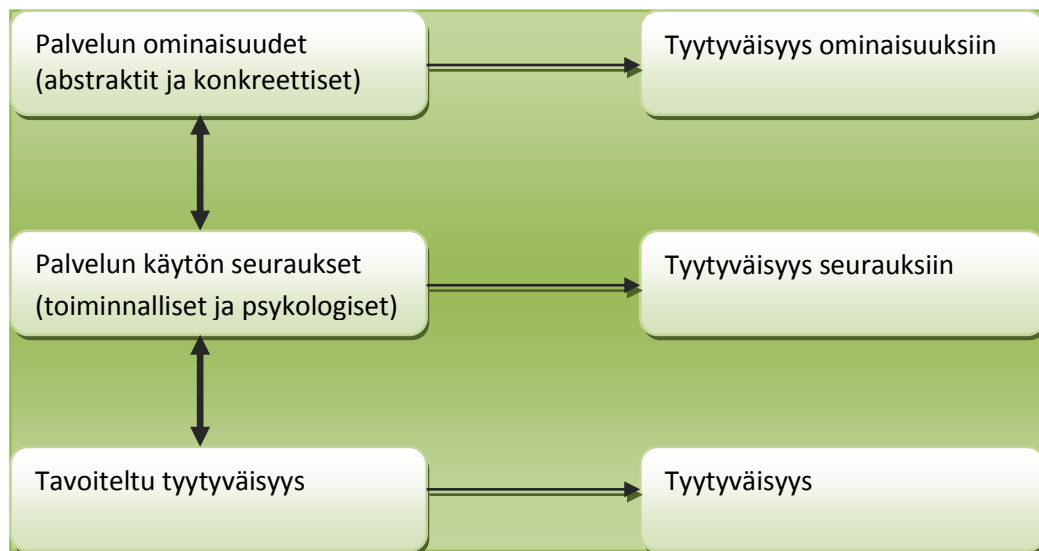 Palvelun ominaisuudet
(abstraktit ja konkreettiset)
Tyytyväisyys ominaisuuksiin
Palvelun käytön seuraukset
(toiminnalliset ja psykologiset)
Tyytyväisyys seurauksiin
Tavoiteltu tyytyväisyys
Tyytyväisyys